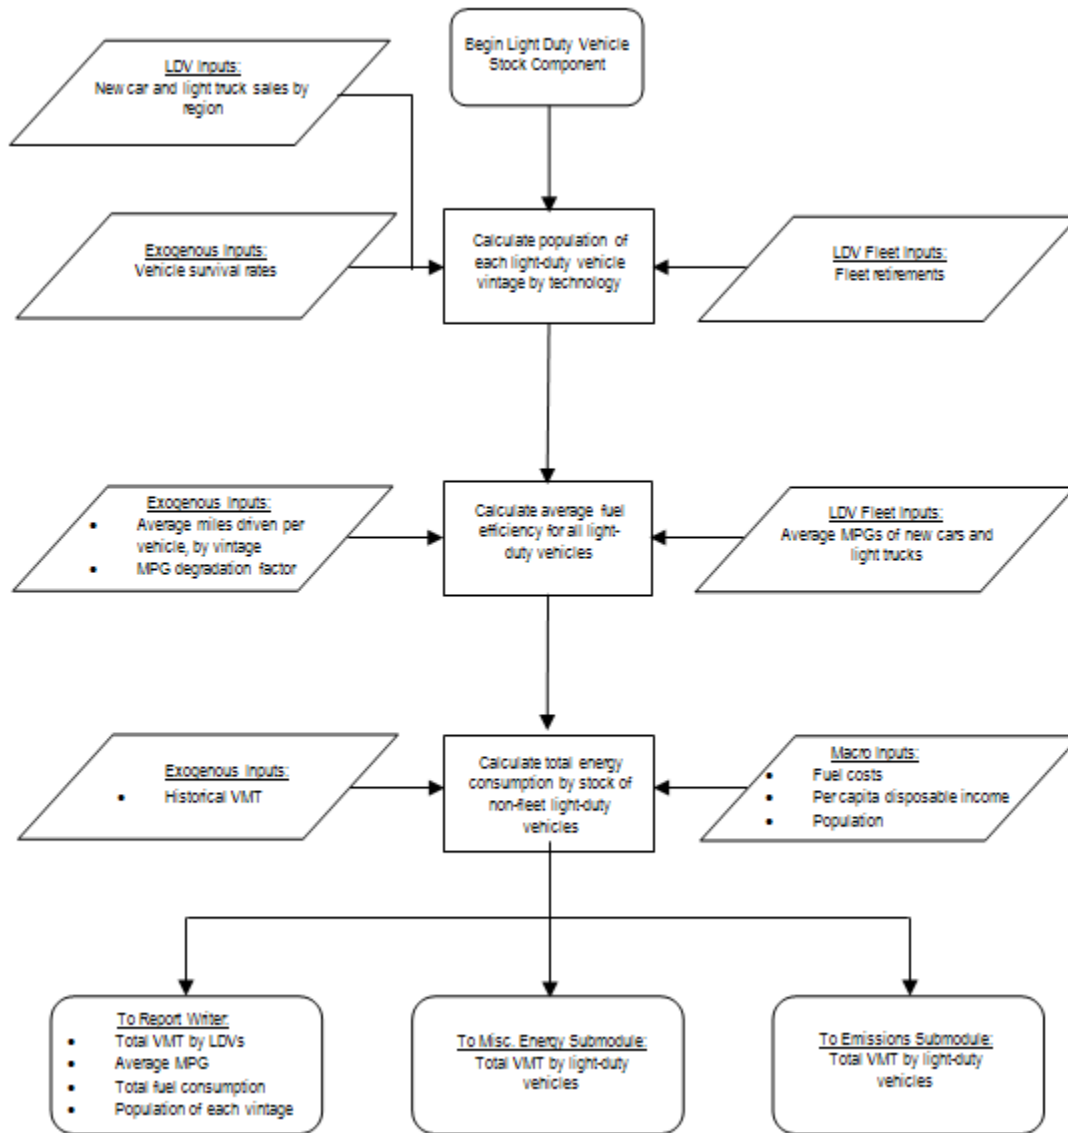 Begin Light Duty Vehicle
Stock Component
LDV Inputs:
New car and light truck sales by
region
Exogenous Inputs:
Vehicle survival rates
Calculate population of
each light-duty vehicle
vintage by technology
LDV Fleet Inputs:
Fleet retirements
Exogenous Inputs:
• Average miles driven per
vehicle, by vintage
• MPG degradation factor
Calculate average fuel
efficiency for all light-
duty vehicles
LDV Fleet Inputs:
Average MPGs of new cars and
light trucks
Exogenous Inputs:
• Historical VMT
Calculate total energy
consumption by stock of
non-fleet light-duty
vehicles
Macro Inputs:
• Fuel costs
• Per capita disposable income
• Population
To Report Writer:
• Total VMT by LDVs
• Average MPG
• Total fuel consumption
• Population of each vintage
To Misc. Energy Submodule:
Total VMT by light-duty
vehicles
To Emissions Submodule:
Total VMT by light-duty
vehicles